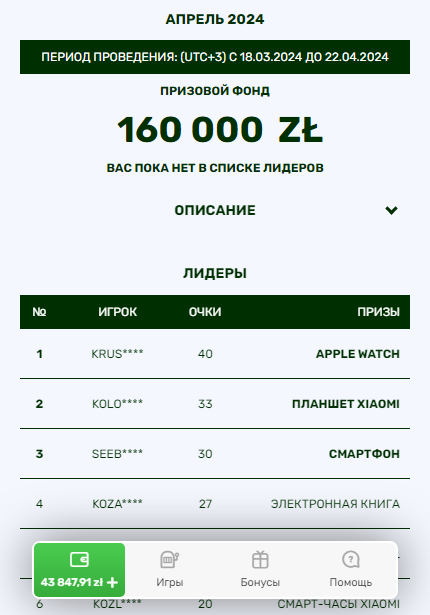 АПРЕЛЬ 2024
ПЕРИОД ПРОВЕДЕНИЯ: (UTC+3) С 18.03.2024 ДО 22.04.2024
ПРИЗОВОЙ ФОНД
160 000 ZŁ
ВАС ПОКА НЕТ В СПИСКЕ ЛИДЕРОВ
ОПИСАНИЕ
ЛИДЕРЫ
№ ИГРОК ОЧКИ ПРИЗЫ
1 KRUS**** 40 APPLE WATCH
2 KOLO**** 33 ПЛАНШЕТ XIAOMI
3 SEEB**** 30 СМАРТФОН
4 KOZA**** 27 ЭЛЕКТРОННАЯ КНИГА
43 847,91 zł + Игры Бонусы Помощь
6 KOZL**** 20 СМАРТ-ЧАСЫ XIAOMI